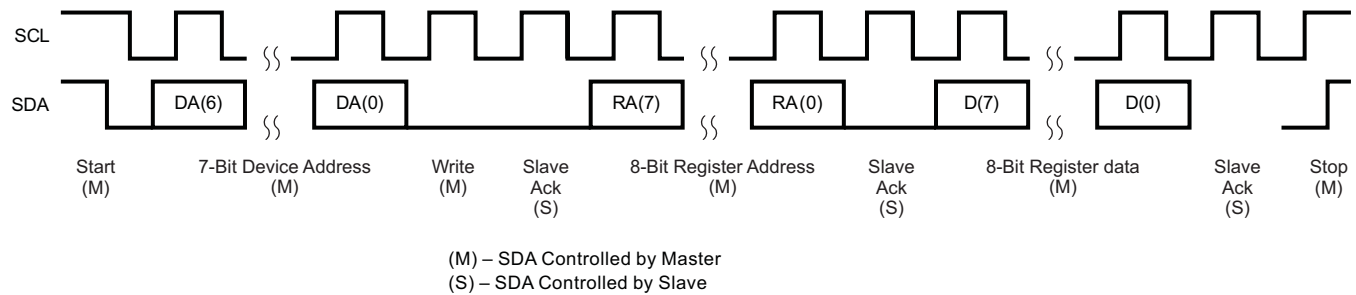 SCL
SDA
DA(6) DA(0) RA(7) RA(0) D(7) D(0)
Start 7-Bit Device Address Write Slave 8-Bit Register Address Slave 8-Bit Register data Slave Stop
(M) (M) (M) Ack (M) Ack (M) Ack (M)
(S) (S) (S)
(M) – SDA Controlled by Master
(S) – SDA Controlled by Slave